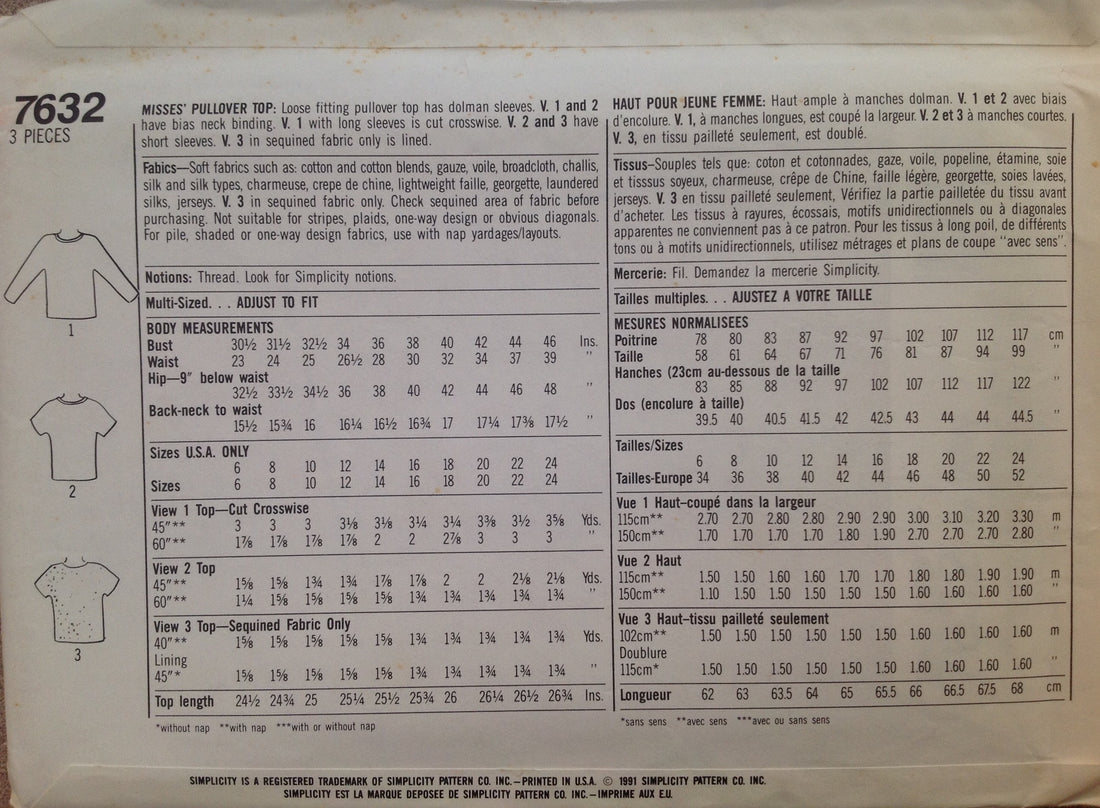 7632
3 PIECES
MISSES' PULLOVER TOP: Loose fitting pullover top has dolman sleeves. V. 1 and 2
have bias neck binding. V. 1 with long sleeves is cut crosswise. V. 2 and 3 have
short sleeves. V. 3 in sequined fabric only is lined.
Fabics—Soft fabrics such as: cotton and cotton blends, gauze, voile, broadcloth, challis,
silk and silk types, charmeuse, crepe de chine, lightweight faille, georgette, laundered
silks, jerseys. V. 3 in sequined fabric only. Check sequined area of fabric before
purchasing. Not suitable for stripes, plaids, one-way design or obvious diagonals.
For pile, shaded or one-way design fabrics, use with nap yardages/layouts.
Notions: Thread. Look for Simplicity notions.
Multi-Sized. . . ADJUST TO FIT
BODY MEASUREMENTS
Bust 30½ 31½ 32½ 34 36 38 40 42 44 46 Ins.
Waist 23 24 25 26½ 28 30 32 34 37 39 "
Hip—9" below waist
32½ 33½ 34½ 36 38 40 42 44 46 48 "
Back-neck to waist
15½ 15¾ 16 16¼ 16½ 16¾ 17 17¼ 17⅜ 17½ "
Sizes U.S.A. ONLY
6 8 10 12 14 16 18 20 22 24
Sizes 6 8 10 12 14 16 18 20 22 24
View 1 Top—Cut Crosswise
45"** 3 3 3 3⅛ 3⅛ 3¼ 3¼ 3⅜ 3½ 3⅝ Yds.
60"** 1⅞ 1⅞ 1⅞ 1⅞ 2 2 2⅞ 3 3 3 "
View 2 Top
45"** 1⅝ 1⅝ 1¾ 1¾ 1⅞ 1⅞ 2 2 2⅛ 2⅛ Yds.
60"** 1¼ 1⅝ 1⅝ 1⅝ 1⅝ 1¾ 1¾ 1¾ 1¾ 1¾ "
View 3 Top—Sequined Fabric Only
40"** 1⅝ 1⅝ 1⅝ 1⅝ 1⅝ 1¾ 1¾ 1¾ 1¾ 1¾ Yds.
Lining
45"* 1⅝ 1⅝ 1⅝ 1⅝ 1⅝ 1¾ 1¾ 1¾ 1¾ 1¾ "
Top length 24½ 24¾ 25 25¼ 25½ 25¾ 26 26¼ 26½ 26¾ Ins.
*without nap **with nap ***with or without nap
HAUT POUR JEUNE FEMME: Haut ample à manches dolman. V. 1 et 2 avec biais
d'encolure. V. 1, à manches longues, est coupé la largeur. V. 2 et 3 à manches courtes.
V. 3, en tissu pailleté seulement, est doublé.
Tissus—Souples tels que: coton et cotonnades, gaze, voile, popeline, étamine, soie
et tisssus soyeux, charmeuse, crêpe de Chine, faille légère, georgette, soies lavées,
jerseys. V. 3 en tissu pailleté seulement, Vérifiez la partie pailletée du tissu avant
d'acheter. Les tissus à rayures, écossais, motifs unidirectionnels ou à diagonales
apparentes ne conviennent pas à ce patron. Pour les tissus à long poil, de différents
tons ou à motifs unidirectionnels, utilisez métrages et plans de coupe "avec sens".
Mercerie: Fil. Demandez la mercerie Simplicity.
Tailles multiples. . . AJUSTEZ A VOTRE TAILLE
MESURES NORMALISEES
Poitrine 78 80 83 87 92 97 102 107 112 117 cm
Taille 58 61 64 67 71 76 81 87 94 99 "
Hanches (23cm au-dessous de la taille
83 85 88 92 97 102 107 112 117 122 "
Dos (encolure à taille)
39.5 40 40.5 41.5 42 42.5 43 44 44 44.5 "
Tailles/Sizes
6 8 10 12 14 16 18 20 22 24
Tailles-Europe 34 36 38 40 42 44 46 48 50 52
Vue 1 Haut—coupé dans la largeur
115cm** 2.70 2.70 2.80 2.80 2.90 2.90 3.00 3.10 3.20 3.30 m
150cm** 1.70 1.70 1.70 1.70 1.80 1.90 2.70 2.70 2.70 2.80 "
Vue 2 Haut
115cm** 1.50 1.50 1.60 1.60 1.70 1.70 1.80 1.80 1.90 1.90 m
150cm** 1.10 1.50 1.50 1.50 1.50 1.60 1.60 1.60 1.60 1.60 "
Vue 3 Haut—tissu pailleté seulement
102cm** 1.50 1.50 1.50 1.50 1.50 1.60 1.60 1.60 1.60 1.60 m
Doublure
115cm* 1.50 1.50 1.50 1.50 1.50 1.60 1.60 1.60 1.60 1.60 "
Longueur 62 63 63.5 64 65 65.5 66 66.5 67.5 68 cm
*sans sens **avec sens ***avec ou sans sens
1
2
3
SIMPLICITY IS A REGISTERED TRADEMARK OF SIMPLICITY PATTERN CO. INC.—PRINTED IN U.S.A. © 1991 SIMPLICITY PATTERN CO. INC.
SIMPLICITY EST LA MARQUE DEPOSEE DE SIMPLICITY PATTERN CO. INC.—IMPRIME AUX E.U.